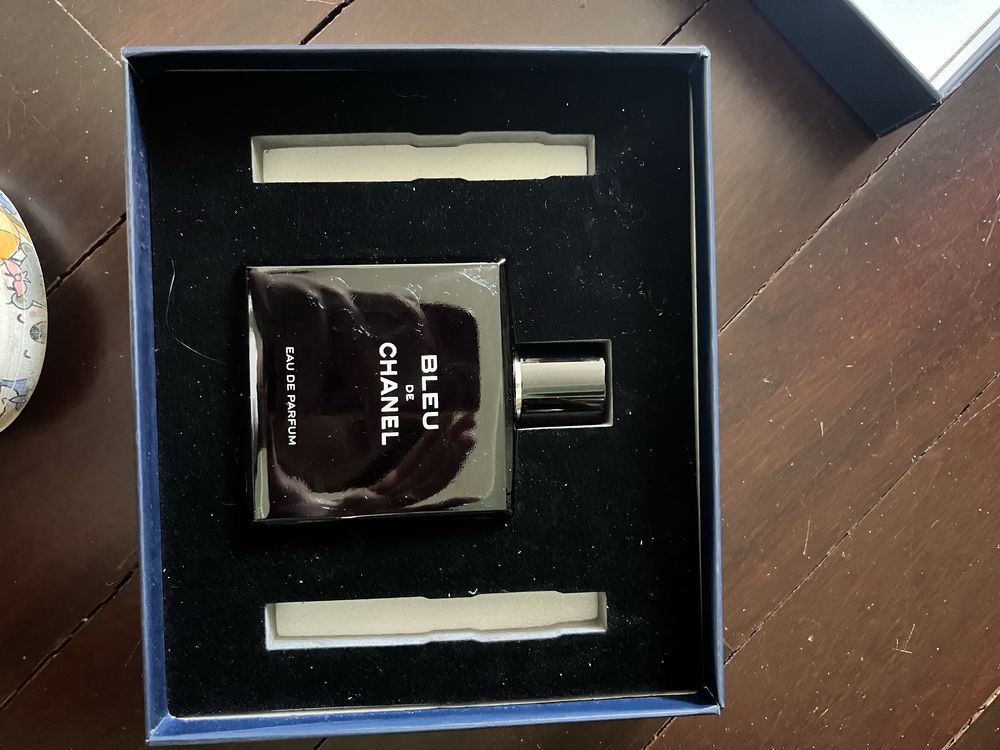 BLEU
DE
CHANEL
EAU DE PARFUM